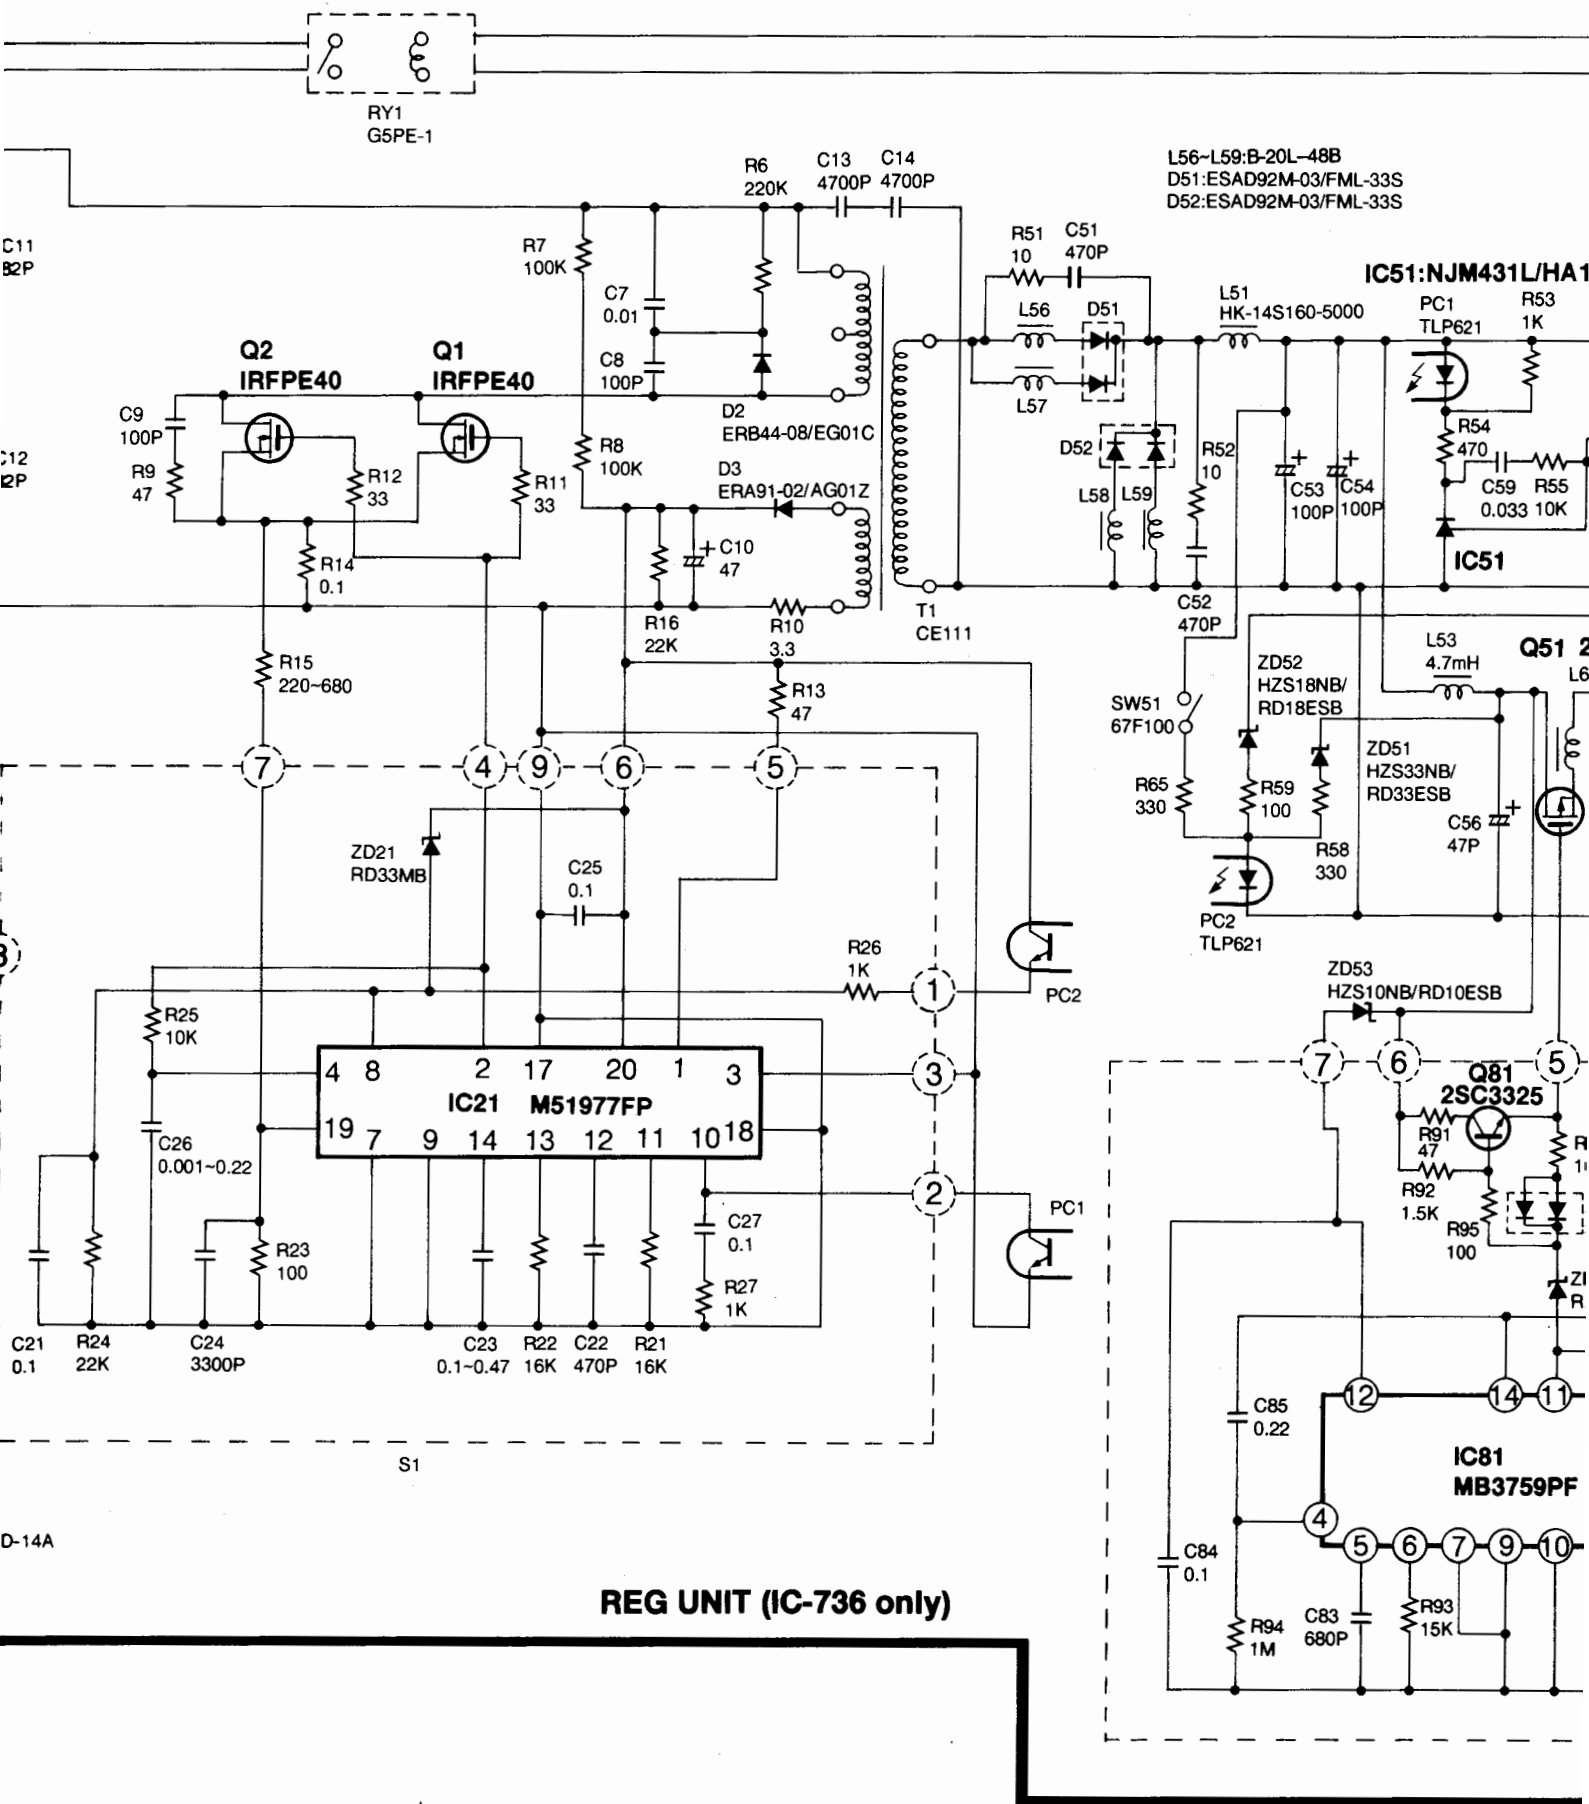 RY1
G5PE-1
L56~L59:B-20L-48B
D51:ESAD92M-03/FML-33S
D52:ESAD92M-03/FML-33S
R6
220K
C13
4700P
C14
4700P
C11
82P
R7
100K
C7
0.01
C8
100P
R51
10
C51
470P
L56
D51
L57
L51
HK-14S160-5000
IC51:NJM431L/HA1
PC1
TLP621
R53
1K
Q2
IRFPE40
Q1
IRFPE40
C9
100P
R9
47
C12
R12
33
R11
33
R8
100K
D2
ERB44-08/EG01C
D3
ERA91-02/AG01Z
D52
R52
10
L58
L59
C53
100P
C54
100P
R54
470
C59
0.033
R55
10K
IC51
R14
0.1
C10
47
R16
22K
R10
3.3
T1
CE111
C52
470P
R15
220~680
R13
47
ZD52
HZS18NB/
RD18ESB
L53
4.7mH
Q51 2
L6
SW51
67F100
ZD51
HZS33NB/
RD33ESB
7
4
9
6
5
R65
330
R59
100
R58
330
C56
47P
ZD21
RD33MB
C25
0.1
PC2
TLP621
R26
1K
1
PC2
ZD53
HZS10NB/RD10ESB
R25
10K
4 8 2 17 20 1 3
IC21 M51977FP
19 7 9 14 13 12 11 10 18
3
7
6
5
Q81
2SC3325
C26
0.001~0.22
R91
47
R92
1.5K
R95
100
2
PC1
C27
0.1
R27
1K
R23
100
C21
0.1
R24
22K
C24
3300P
C23
0.1~0.47
R22
16K
C22
470P
R21
16K
12
14
11
C85
0.22
IC81
MB3759PF
S1
4
5
6
7
9
10
D-14A
C84
0.1
REG UNIT (IC-736 only)
R94
1M
C83
680P
R93
15K